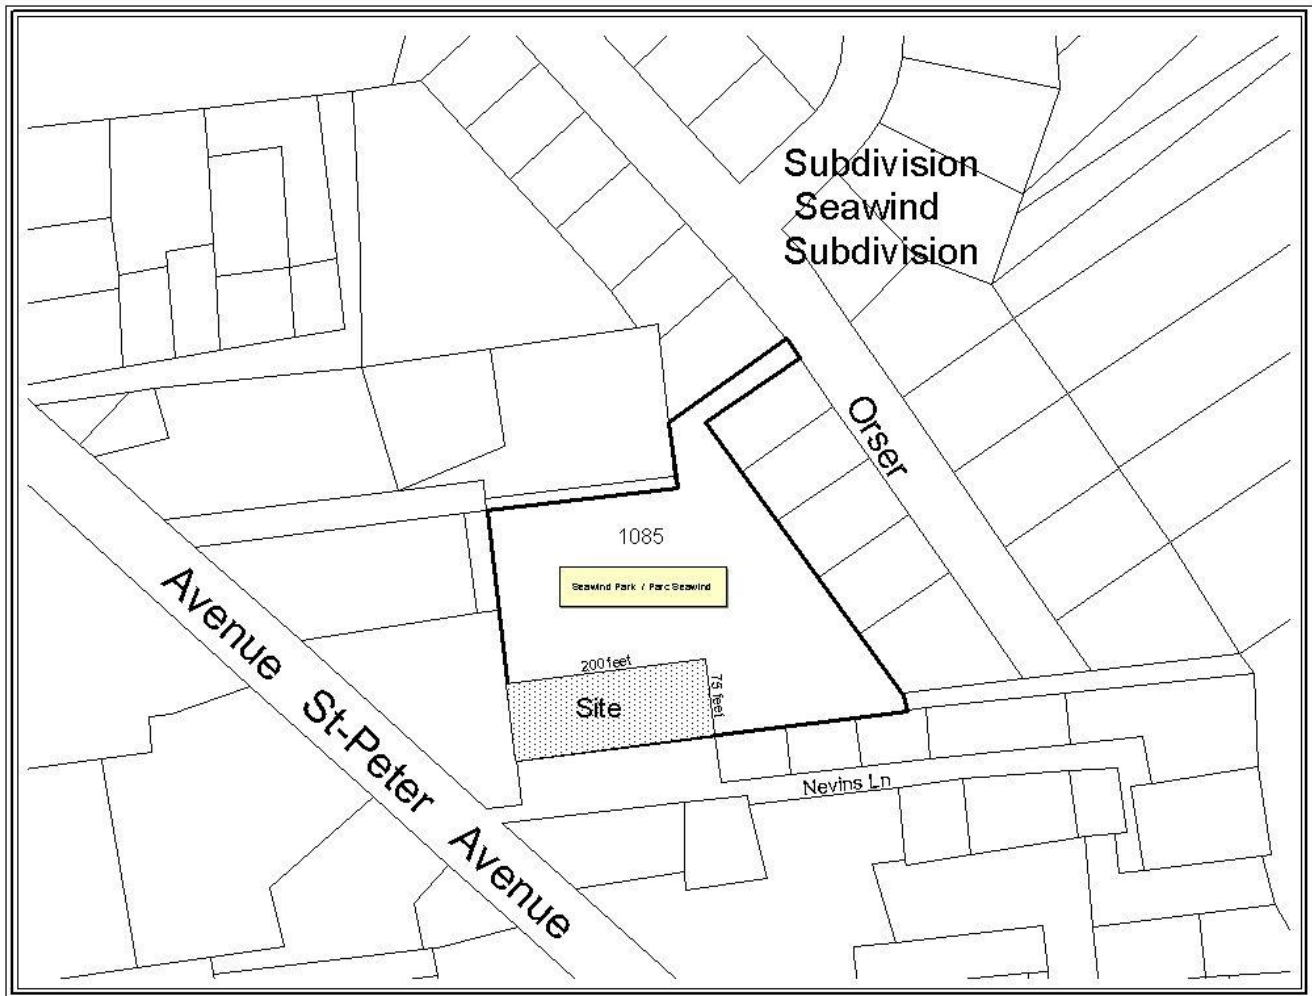 Subdivision
Seawind
Subdivision
Orser
1085
Seawind Park / Parc Seawind
200 feet
75 feet
Site
Avenue St-Peter Avenue
Nevins Ln